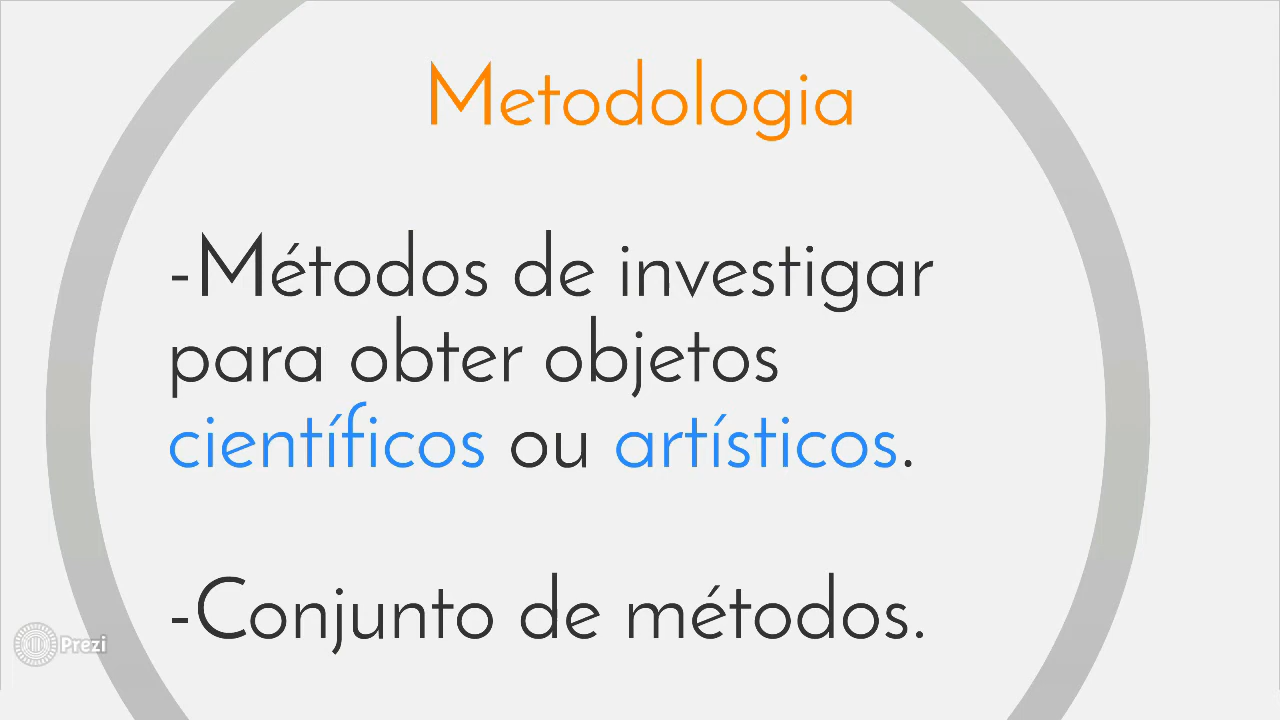 Metodologia
-Métodos de investigar
para obter objetos
científicos ou artísticos.
-Conjunto de métodos.
Prezi